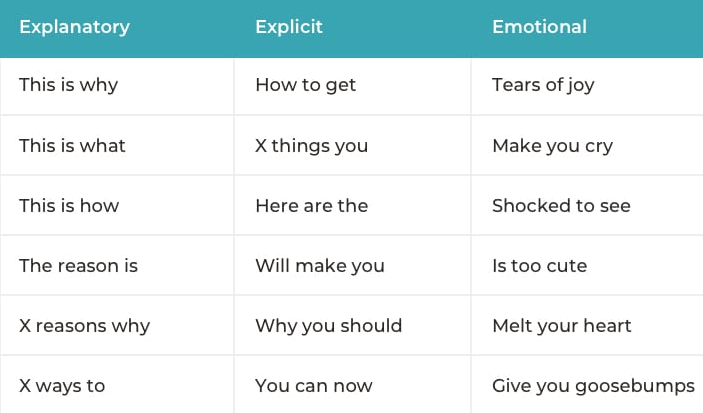 Explanatory Explicit Emotional
This is why How to get Tears of joy
This is what X things you Make you cry
This is how Here are the Shocked to see
The reason is Will make you Is too cute
X reasons why Why you should Melt your heart
X ways to You can now Give you goosebumps